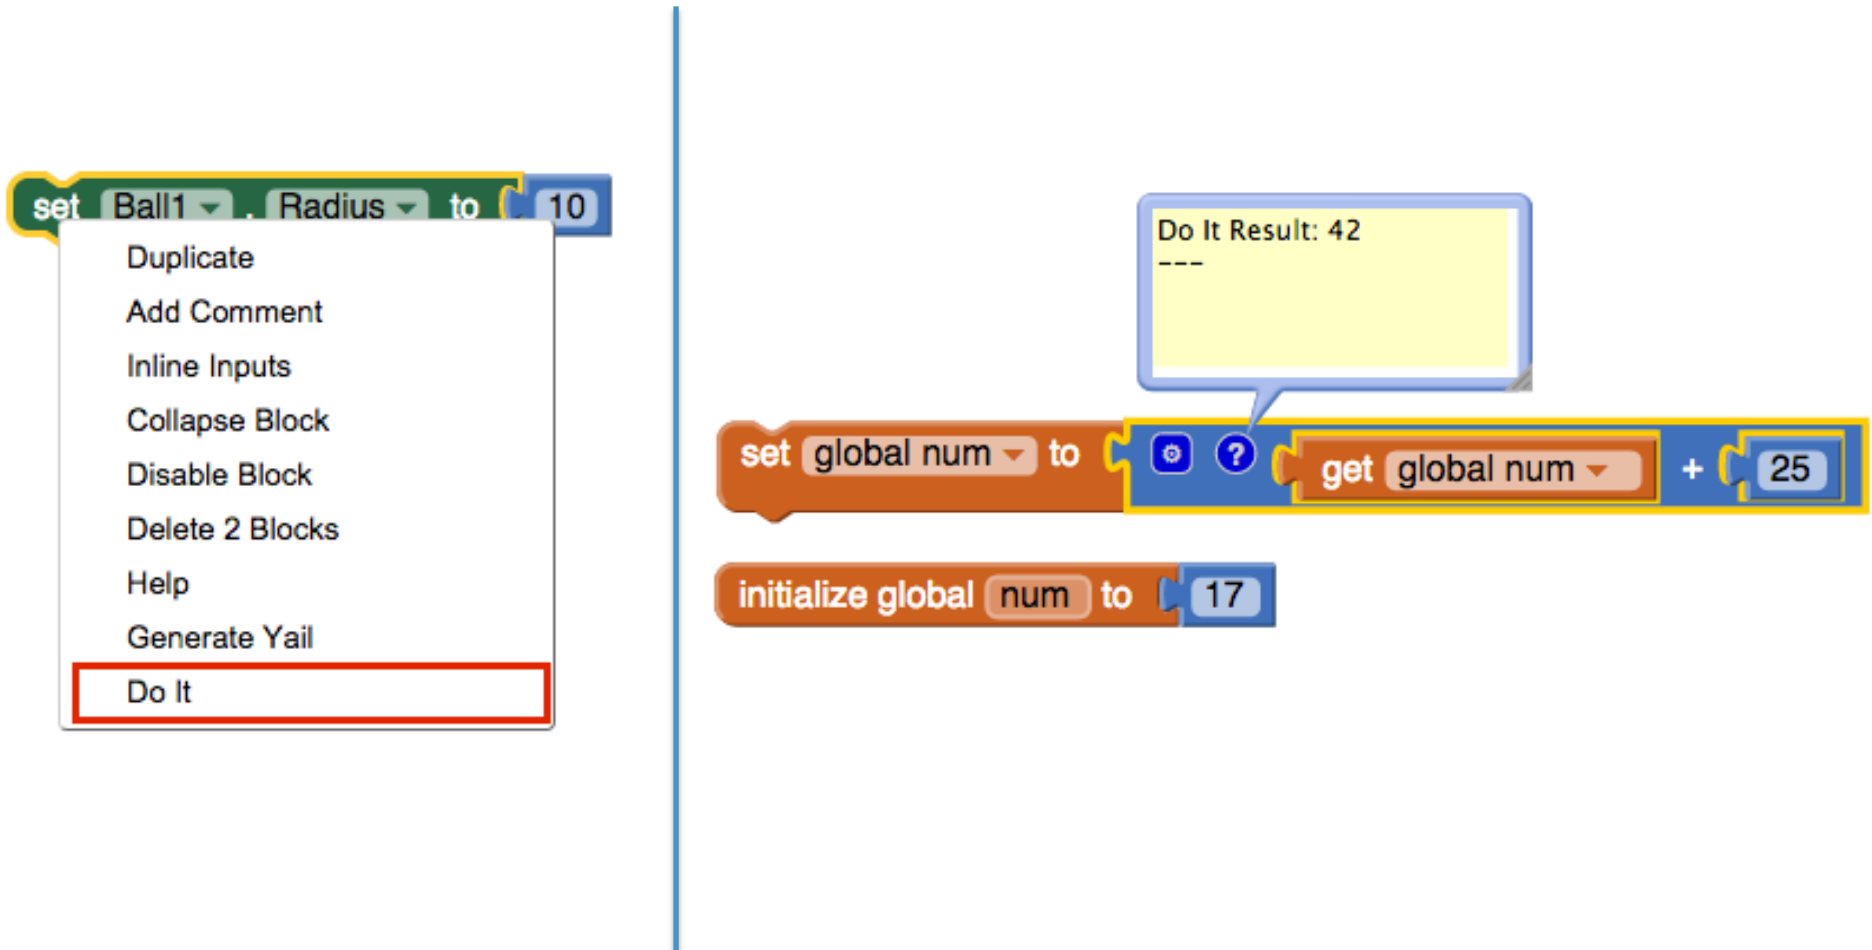 set Ball1 . Radius to 10
Duplicate
Add Comment
Inline Inputs
Collapse Block
Disable Block
Delete 2 Blocks
Help
Generate Yail
Do It
Do It Result: 42
---
set global num to ? get global num + 25
initialize global num to 17